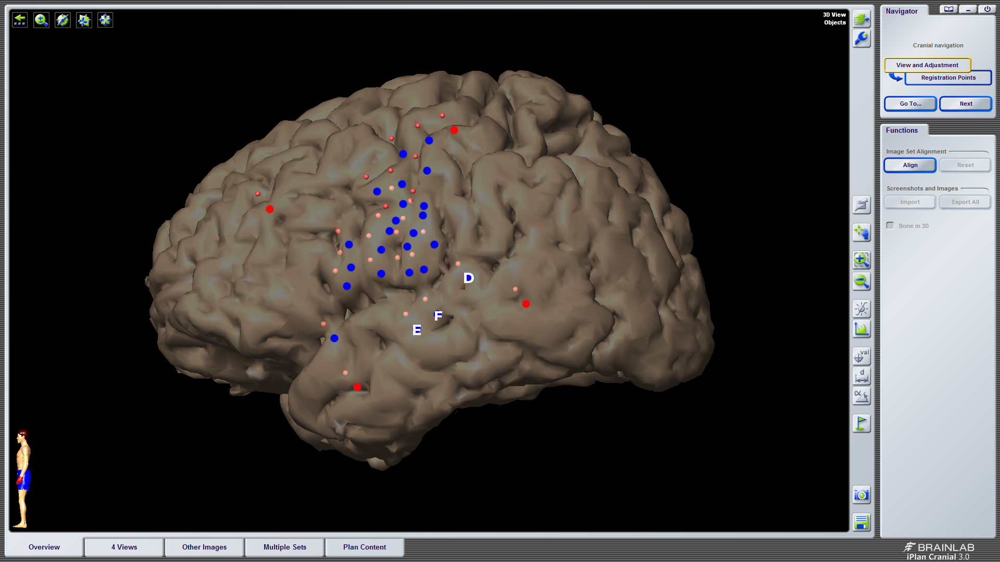 3D View
Objects
D
F
E
Navigator
Cranial navigation
View and Adjustment
Registration Points
Go To...
Next
Functions
Image Set Alignment
Align
Reset
Screenshots and Images
Import
Export All
Bone in 3D
val
d
α
Overview
4 Views
Other Images
Multiple Sets
Plan Content
BRAINLAB
iPlan Cranial 3.0